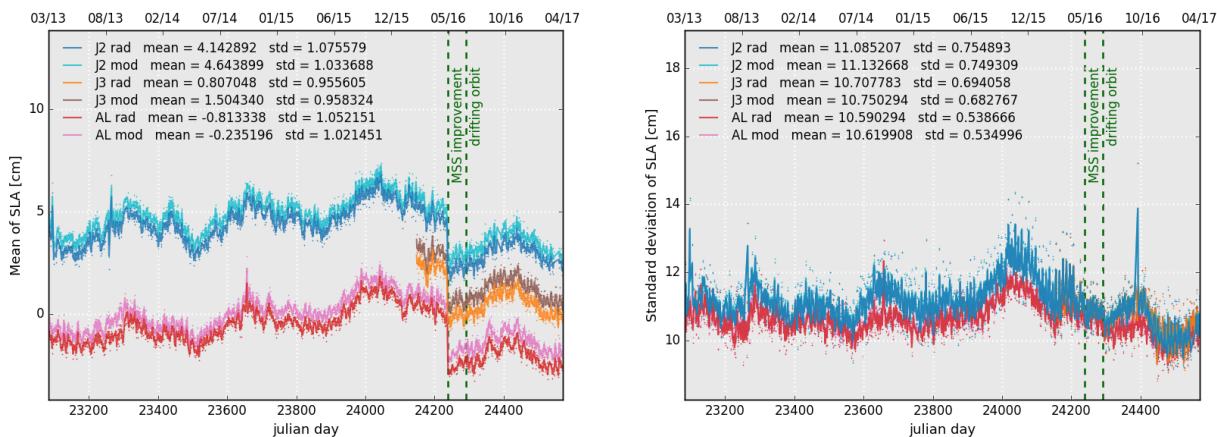 03/13 08/13 02/14 07/14 01/15 06/15 12/15 05/16 10/16 04/17
J2 rad mean = 4.142892 std = 1.075579
J2 mod mean = 4.643899 std = 1.033688
J3 rad mean = 0.807048 std = 0.955605
J3 mod mean = 1.504340 std = 0.958324
AL rad mean = -0.813338 std = 1.052151
AL mod mean = -0.235196 std = 1.021451
MSS improvement
drifting orbit
Mean of SLA [cm]
10
5
0
23200 23400 23600 23800 24000 24200 24400
julian day
03/13 08/13 02/14 07/14 01/15 06/15 12/15 05/16 10/16 04/17
J2 rad mean = 11.085207 std = 0.754893
J2 mod mean = 11.132668 std = 0.749309
J3 rad mean = 10.707783 std = 0.694058
J3 mod mean = 10.750294 std = 0.682767
AL rad mean = 10.590294 std = 0.538666
AL mod mean = 10.619908 std = 0.534996
MSS improvement
drifting orbit
Standard deviation of SLA [cm]
18
16
14
12
10
23200 23400 23600 23800 24000 24200 24400
julian day